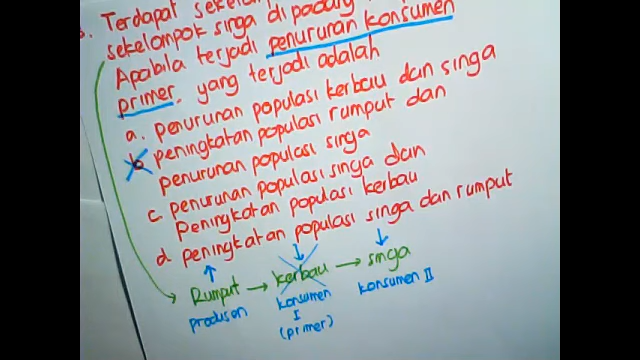 Terdapat
sekelompok singa di padang
Apabila terjadi penurunan konsumen
primer, yang terjadi adalah
a. penurunan populasi kerbau dan singa
b peningkatan populasi rumput dan
penurunan populasi singa
c penurunan populasi singa dan
Peningkatan populasi kerbau
d peningkatan populasi singa dan rumput
Rumput → kerbau → singa
produsen konsumen konsumen II
I
(primer)